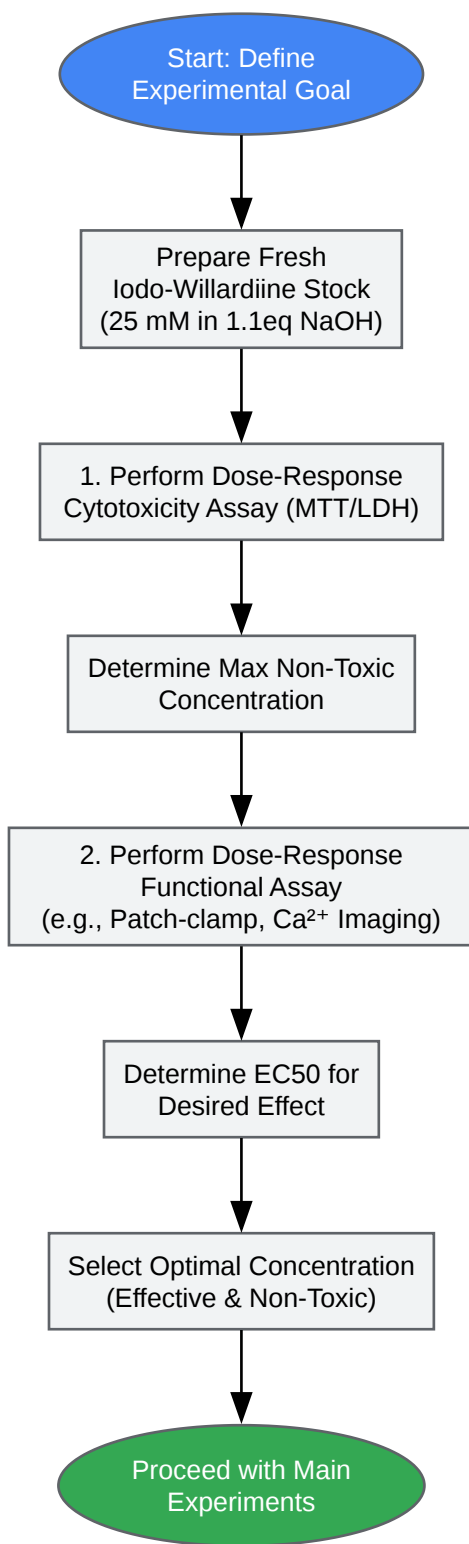 Start: Define
Experimental Goal
Prepare Fresh
Iodo-Willardiine Stock
(25 mM in 1.1eq NaOH)
1. Perform Dose-Response
Cytotoxicity Assay (MTT/LDH)
Determine Max Non-Toxic
Concentration
2. Perform Dose-Response
Functional Assay
(e.g., Patch-clamp, Ca²⁺ Imaging)
Determine EC50 for
Desired Effect
Select Optimal Concentration
(Effective & Non-Toxic)
Proceed with Main
Experiments